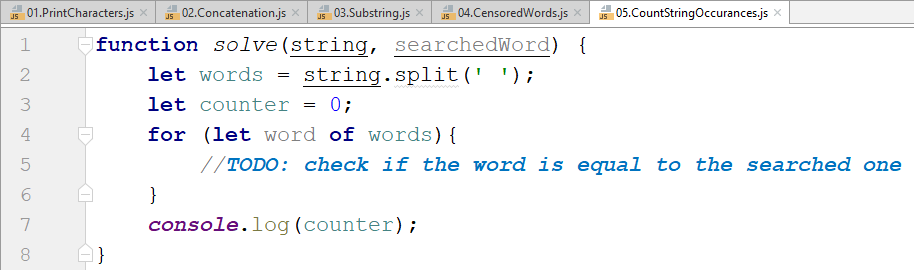 01.PrintCharacters.js 02.Concatenation.js 03.Substring.js 04.CensoredWords.js 05.CountStringOccurances.js
1 function solve(string, searchedWord) {
2 let words = string.split(' ');
3 let counter = 0;
4 for (let word of words){
5 //TODO: check if the word is equal to the searched one
6 }
7 console.log(counter);
8 }